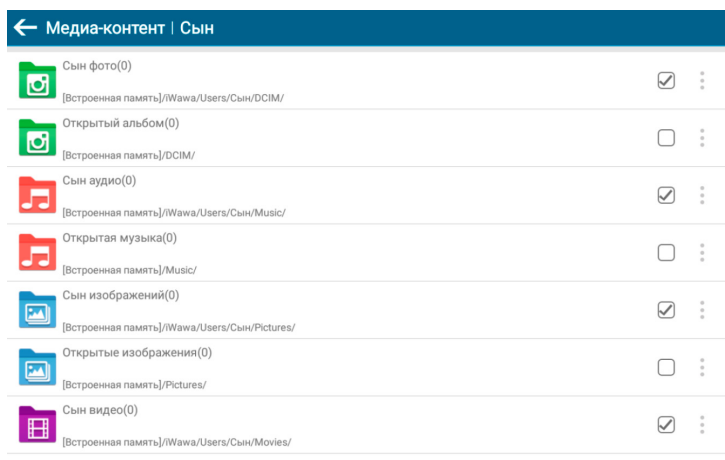 Медиа-контент | Сын
Сын фото(0)
[Встроенная память]/iWawa/Users/Сын/DCIM/
Открытый альбом(0)
[Встроенная память]/DCIM/
Сын аудио(0)
[Встроенная память]/iWawa/Users/Сын/Music/
Открытая музыка(0)
[Встроенная память]/Music/
Сын изображений(0)
[Встроенная память]/iWawa/Users/Сын/Pictures/
Открытые изображения(0)
[Встроенная память]/Pictures/
Сын видео(0)
[Встроенная память]/iWawa/Users/Сын/Movies/